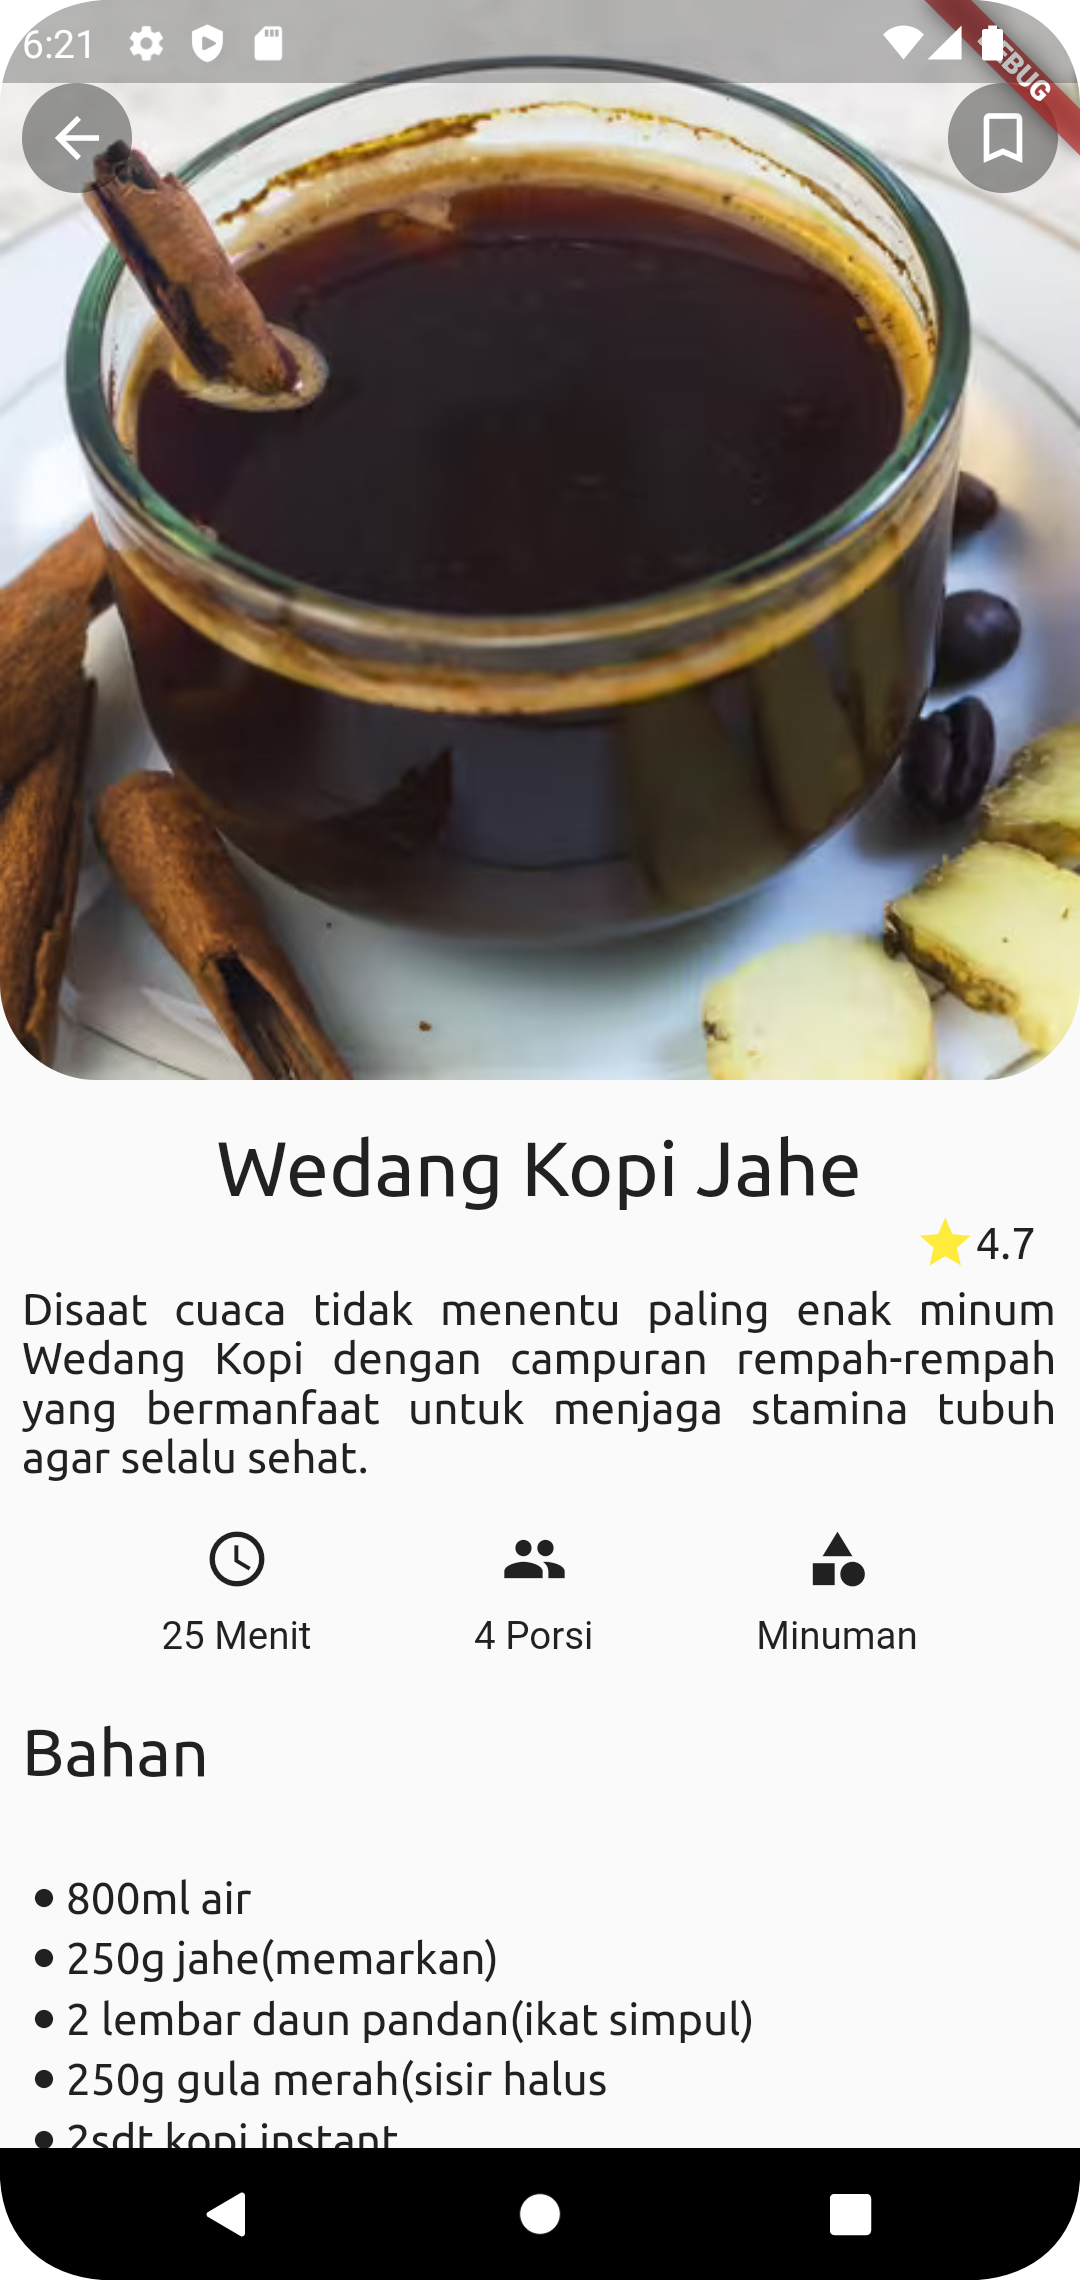 6:21
DEBUG
Wedang Kopi Jahe
4.7
Disaat cuaca tidak menentu paling enak minum
Wedang Kopi dengan campuran rempah-rempah
yang bermanfaat untuk menjaga stamina tubuh
agar selalu sehat.
25 Menit
4 Porsi
Minuman
Bahan
• 800ml air
• 250g jahe(memarkan)
• 2 lembar daun pandan(ikat simpul)
• 250g gula merah(sisir halus
• 2sdt kopi instant